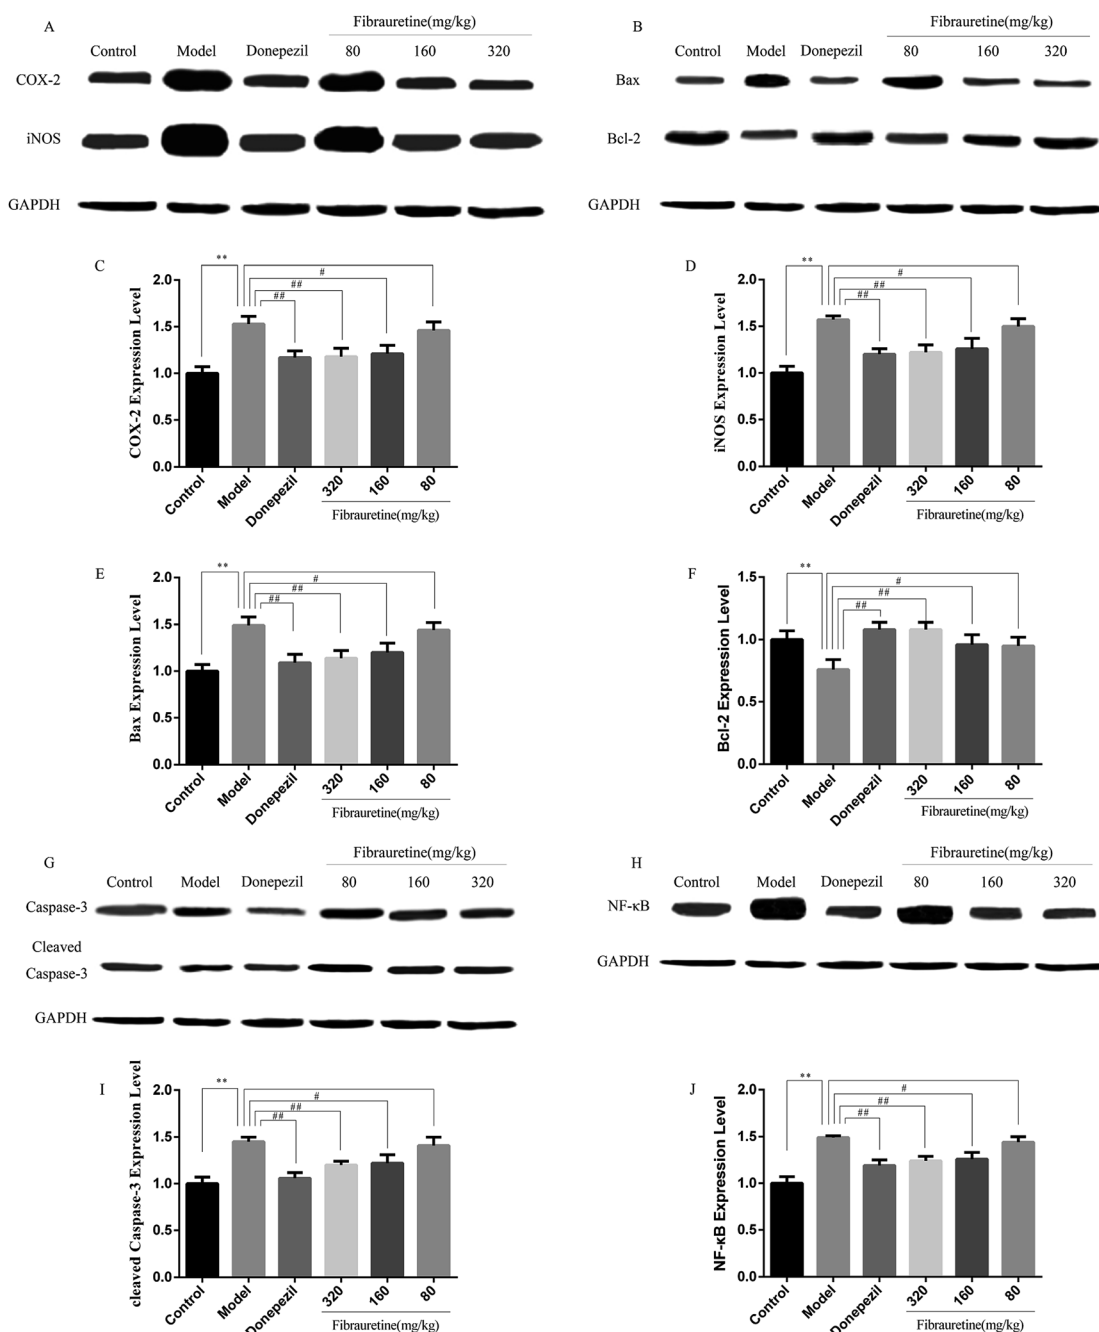 A
Fibrauretine(mg/kg)
Control Model Donepezil 80 160 320
COX-2
iNOS
GAPDH
B
Fibrauretine(mg/kg)
Control Model Donepezil 80 160 320
Bax
Bcl-2
GAPDH
C
COX-2 Expression Level
2.0
1.5
1.0
0.5
0.0
**
#
##
##
Control Model Donepezil 320 160 80
Fibrauretine(mg/kg)
D
iNOS Expression Level
2.0
1.5
1.0
0.5
0.0
**
#
##
##
Control Model Donepezil 320 160 80
Fibrauretine(mg/kg)
E
Bax Expression Level
2.0
1.5
1.0
0.5
0.0
**
#
##
##
Control Model Donepezil 320 160 80
Fibrauretine(mg/kg)
F
Bcl-2 Expression Level
1.5
1.0
0.5
0.0
**
#
##
##
Control Model Donepezil 320 160 80
Fibrauretine(mg/kg)
G
Fibrauretine(mg/kg)
Control Model Donepezil 80 160 320
Caspase-3
Cleaved
Caspase-3
GAPDH
H
Fibrauretine(mg/kg)
Control Model Donepezil 80 160 320
NF-κB
GAPDH
I
cleaved Caspase-3 Expression Level
2.0
1.5
1.0
0.5
0.0
**
#
##
##
Control Model Donepezil 320 160 80
Fibrauretine(mg/kg)
J
NF-κB Expression Level
2.0
1.5
1.0
0.5
0.0
**
#
##
##
Control Model Donepezil 320 160 80
Fibrauretine(mg/kg)